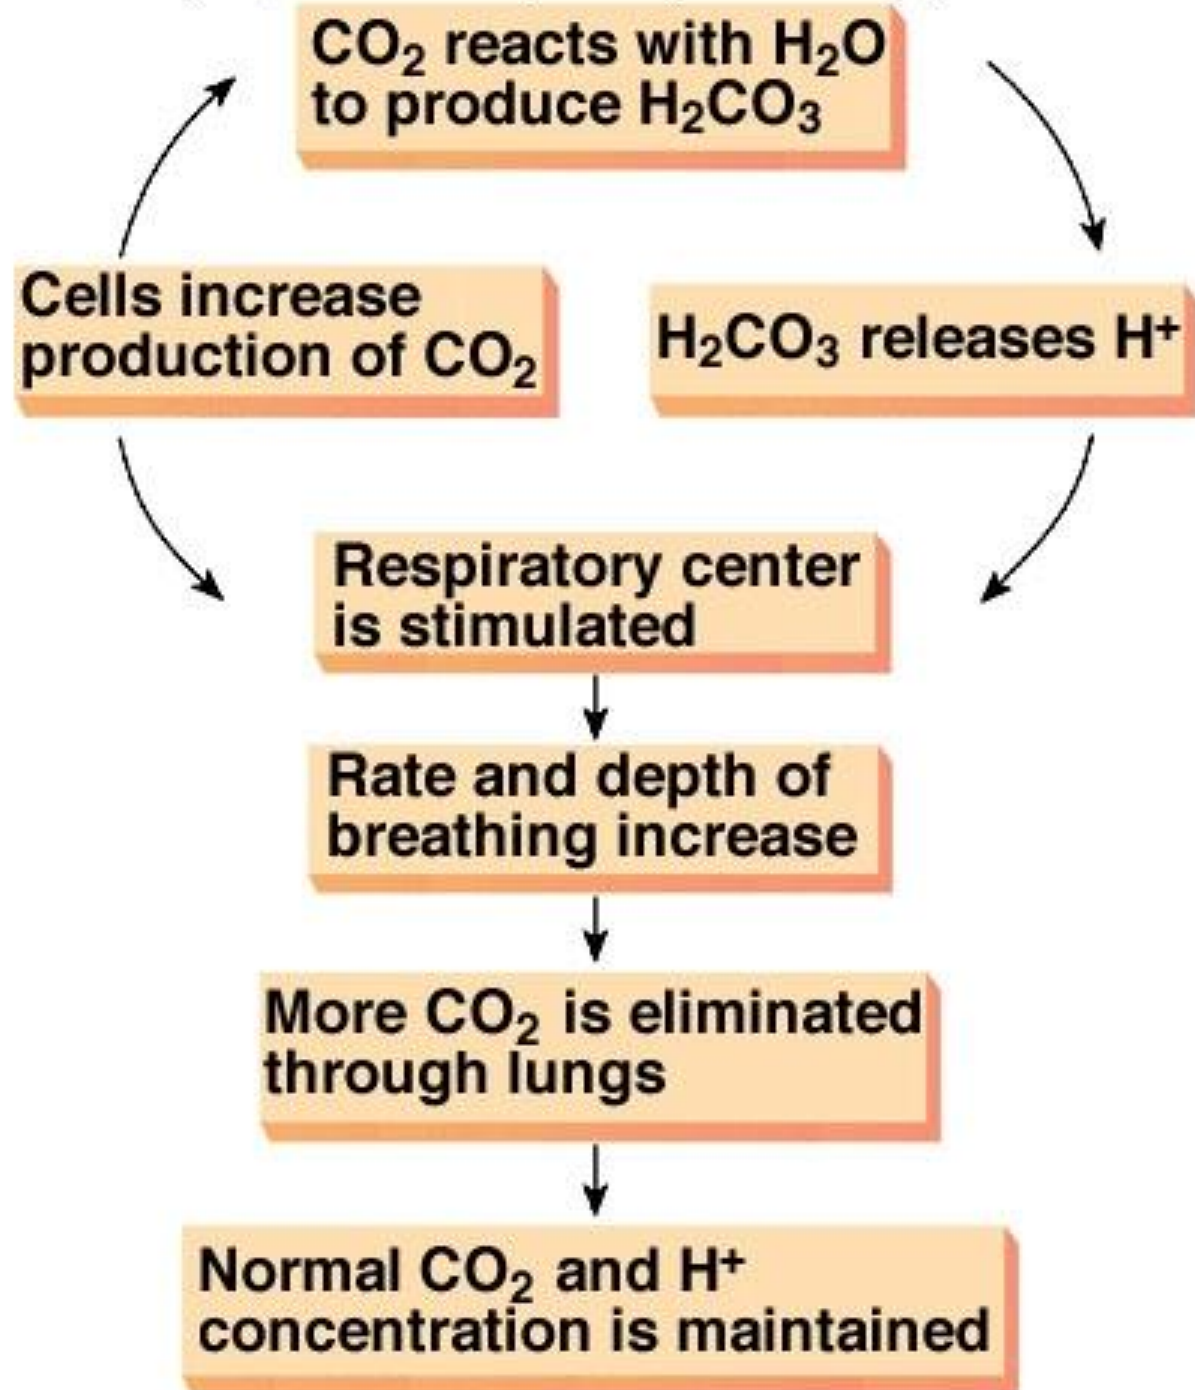 CO₂ reacts with H₂O
to produce H₂CO₃
Cells increase
production of CO₂
H₂CO₃ releases H⁺
Respiratory center
is stimulated
Rate and depth of
breathing increase
More CO₂ is eliminated
through lungs
Normal CO₂ and H⁺
concentration is maintained